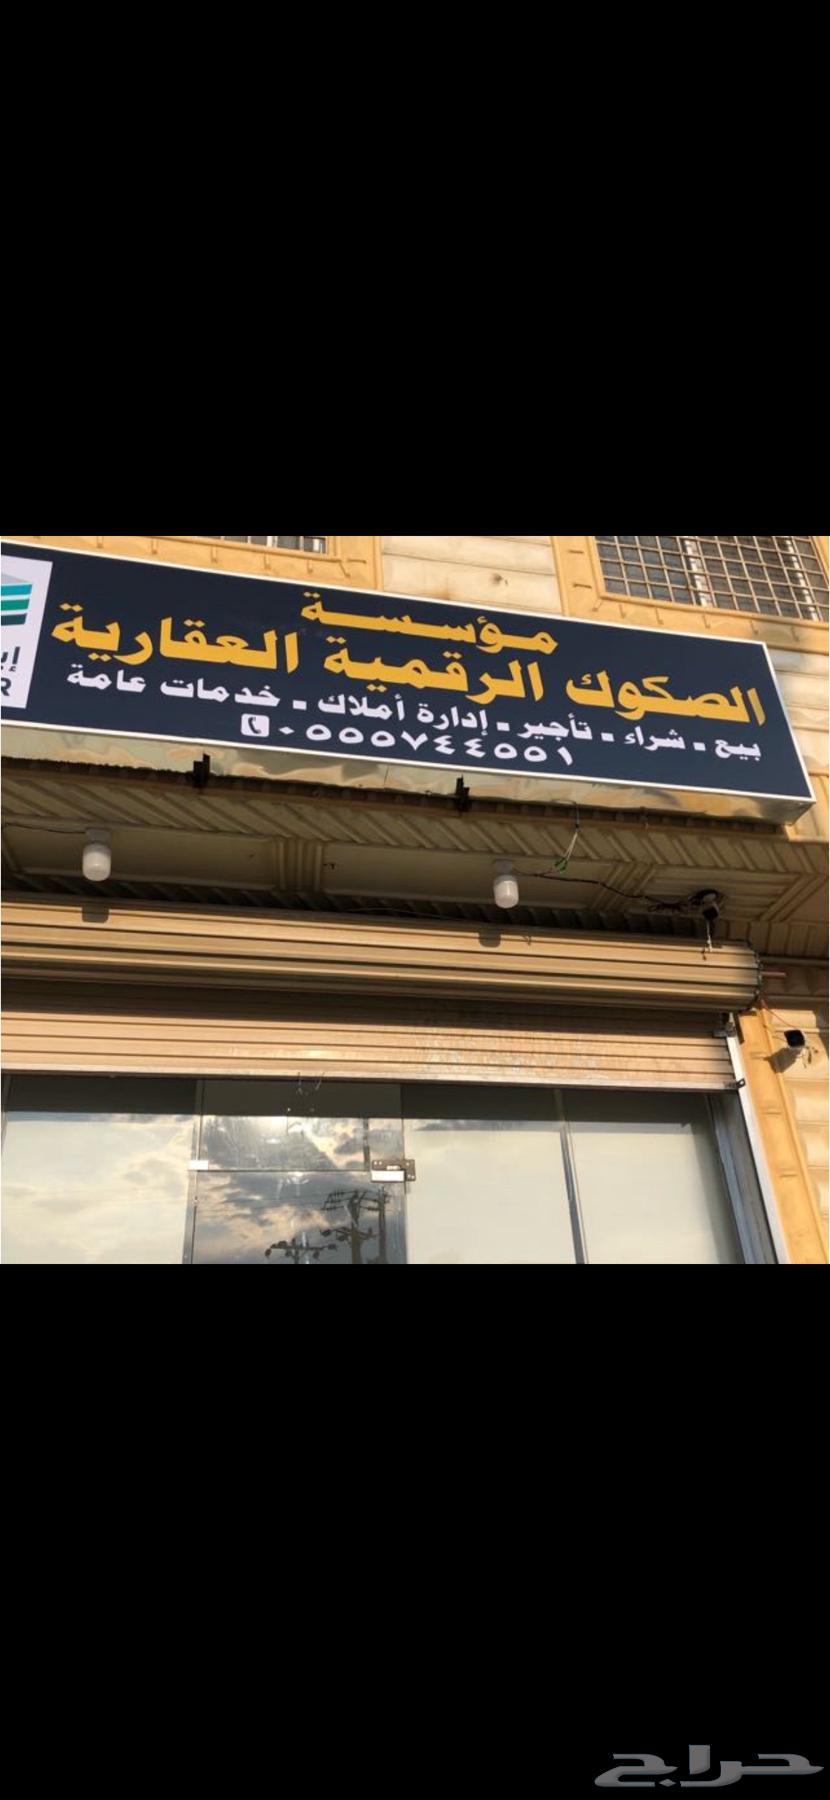 مؤسسة
الصكوك الرقمية العقارية
بيع - شراء - تأجير - إدارة أملاك - خدمات عامة
٠٥٥٥٧٤٤٥٥١
R
حراج